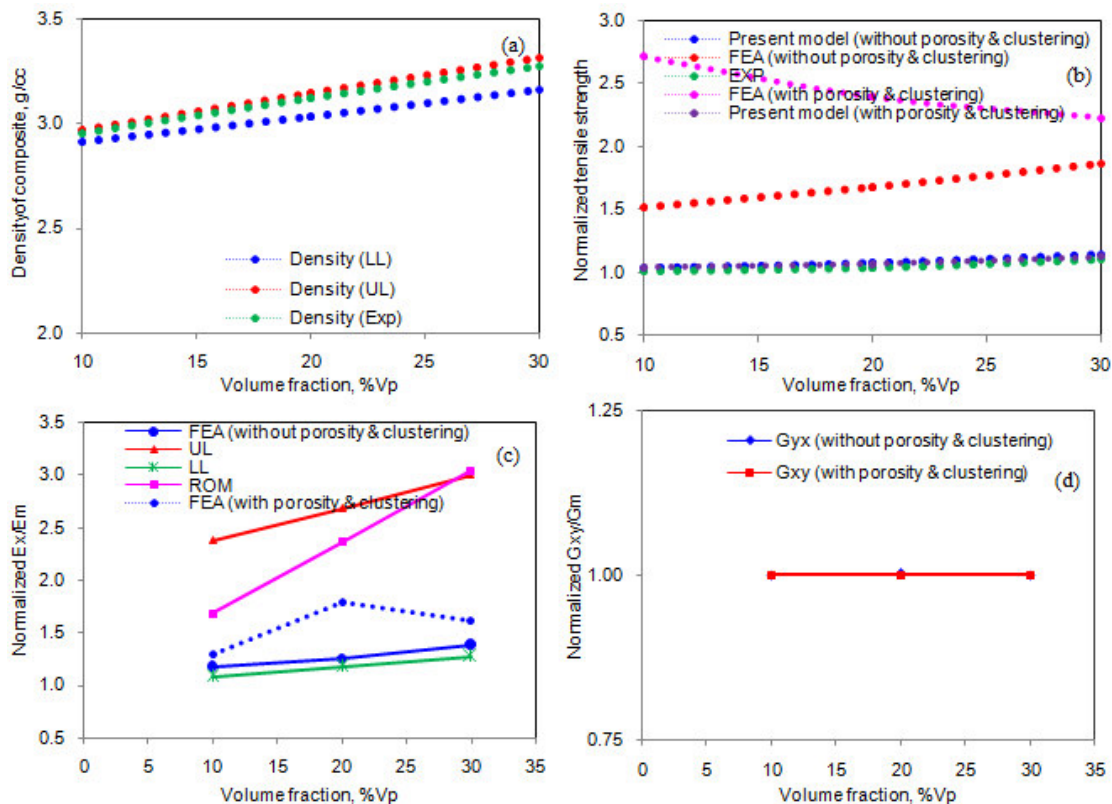 (a)
Density of composite, g/cc
3.5
3.0
2.5
2.0
Density (LL)
Density (UL)
Density (Exp)
10 15 20 25 30
Volume fraction, %Vp
(b)
Normalized tensile strength
3.0
2.5
2.0
1.5
1.0
0.5
Present model (without porosity & clustering)
FEA (without porosity & clustering)
EXP
FEA (with porosity & clustering)
Present model (with porosity & clustering)
10 15 20 25 30
Volume fraction, %Vp
(c)
Normalized Ex/Em
3.5
3.0
2.5
2.0
1.5
1.0
0.5
FEA (without porosity & clustering)
UL
LL
ROM
FEA (with porosity & clustering)
0 5 10 15 20 25 30 35
Volume fraction, %Vp
(d)
Normalized Gxy/Gm
1.25
1.00
0.75
Gyx (without porosity & clustering)
Gxy (with porosity & clustering)
0 5 10 15 20 25 30 35
Volume fraction, %Vp